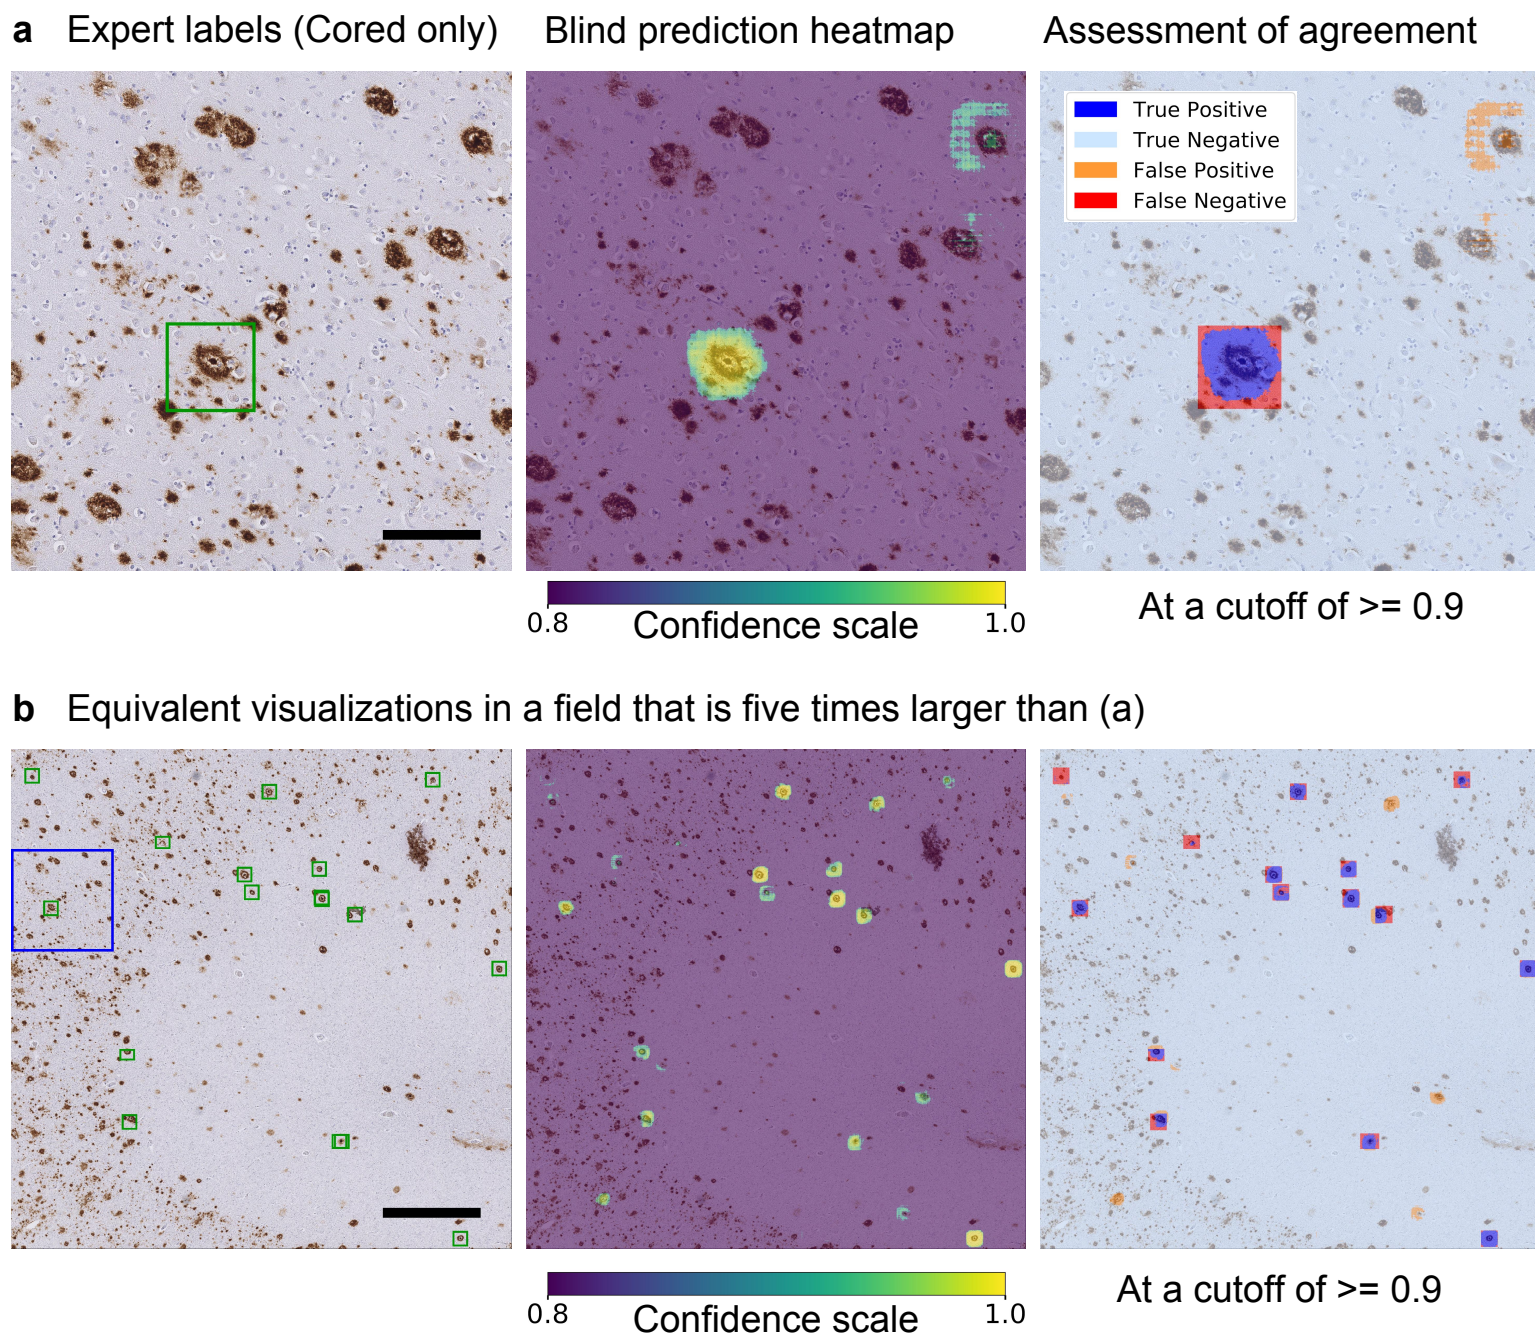 a Expert labels (Cored only) Blind prediction heatmap Assessment of agreement
True Positive
True Negative
False Positive
False Negative
0.8 Confidence scale 1.0
At a cutoff of >= 0.9
b Equivalent visualizations in a field that is five times larger than (a)
0.8 Confidence scale 1.0
At a cutoff of >= 0.9